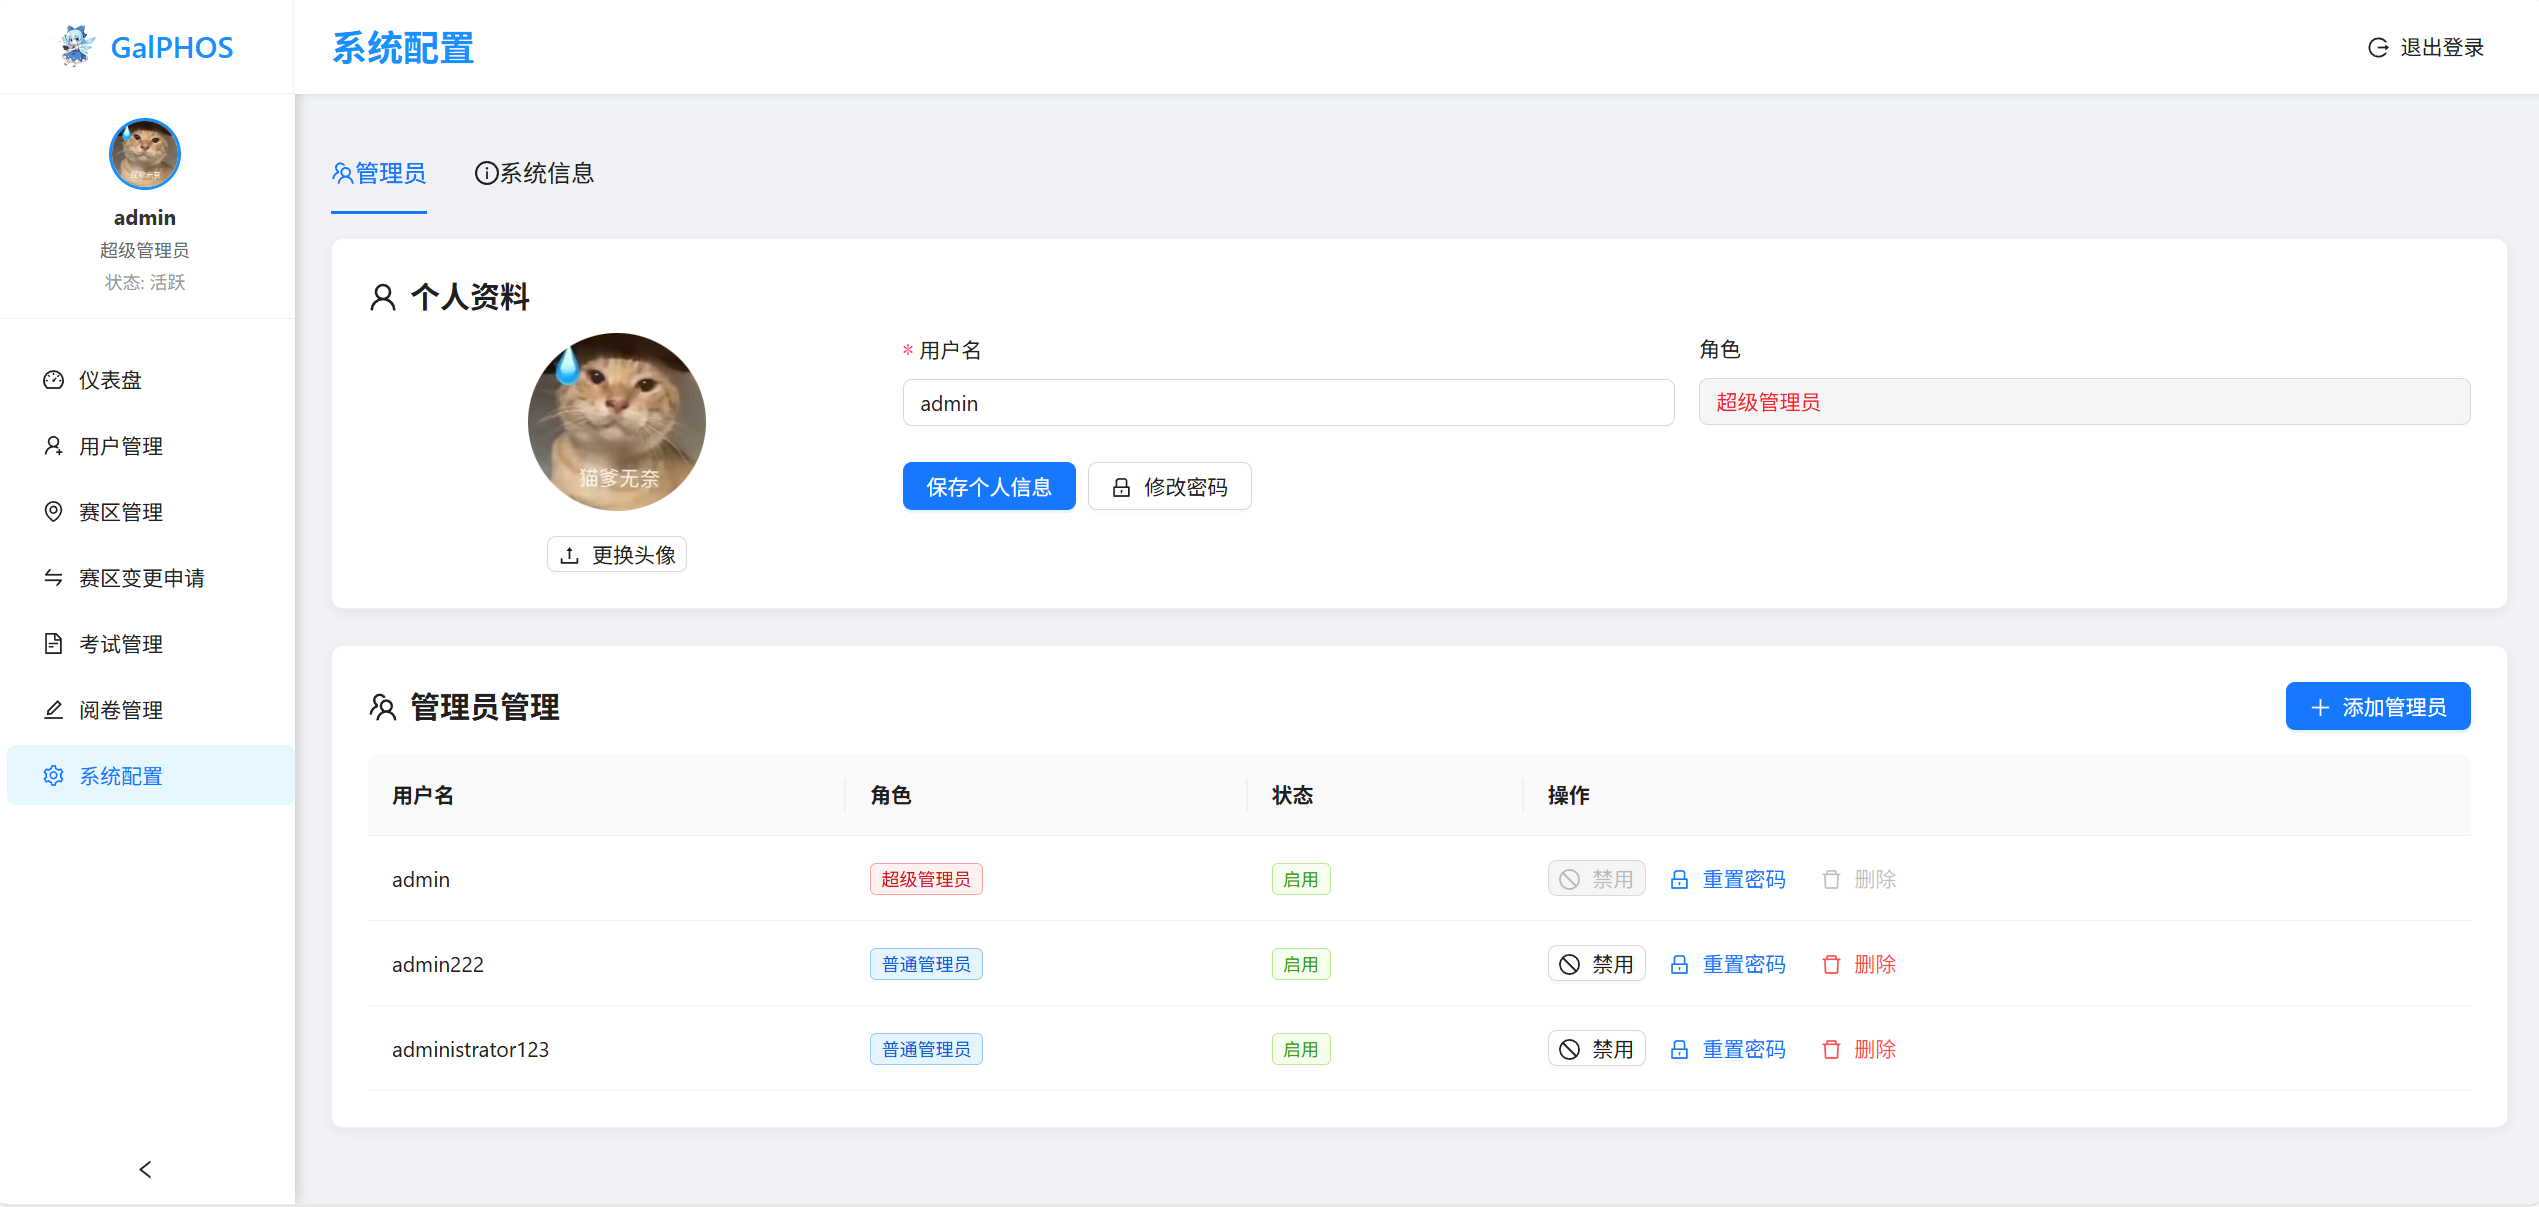 GalPHOS
系统配置
退出登录
admin
超级管理员
状态: 活跃
仪表盘
用户管理
赛区管理
赛区变更申请
考试管理
阅卷管理
系统配置
管理员 系统信息
个人资料
猫爹无奈
更换头像
* 用户名
admin
角色
超级管理员
保存个人信息 修改密码
管理员管理
添加管理员
用户名 角色 状态 操作
admin 超级管理员 启用 禁用 重置密码 删除
admin222 普通管理员 启用 禁用 重置密码 删除
administrator123 普通管理员 启用 禁用 重置密码 删除